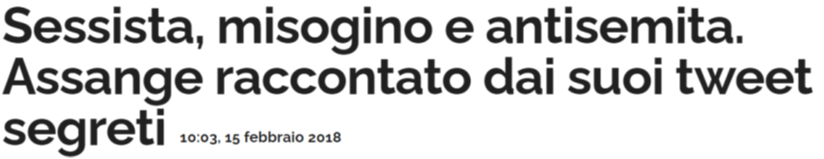 Sessista, misogino e antisemita.
Assange raccontato dai suoi tweet
segreti 10:03, 15 febbraio 2018